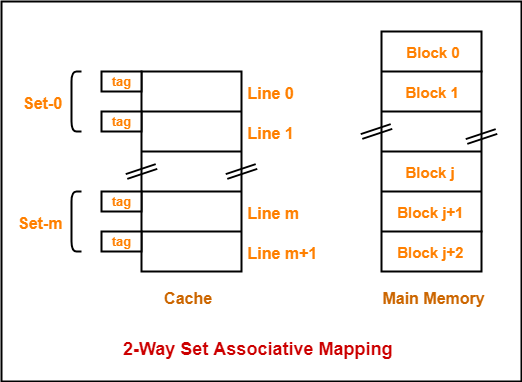 tag
Set-0
Line 0
tag
Line 1
tag
Set-m
Line m
tag
Line m+1
Cache
Block 0
Block 1
Block j
Block j+1
Block j+2
Main Memory
2-Way Set Associative Mapping